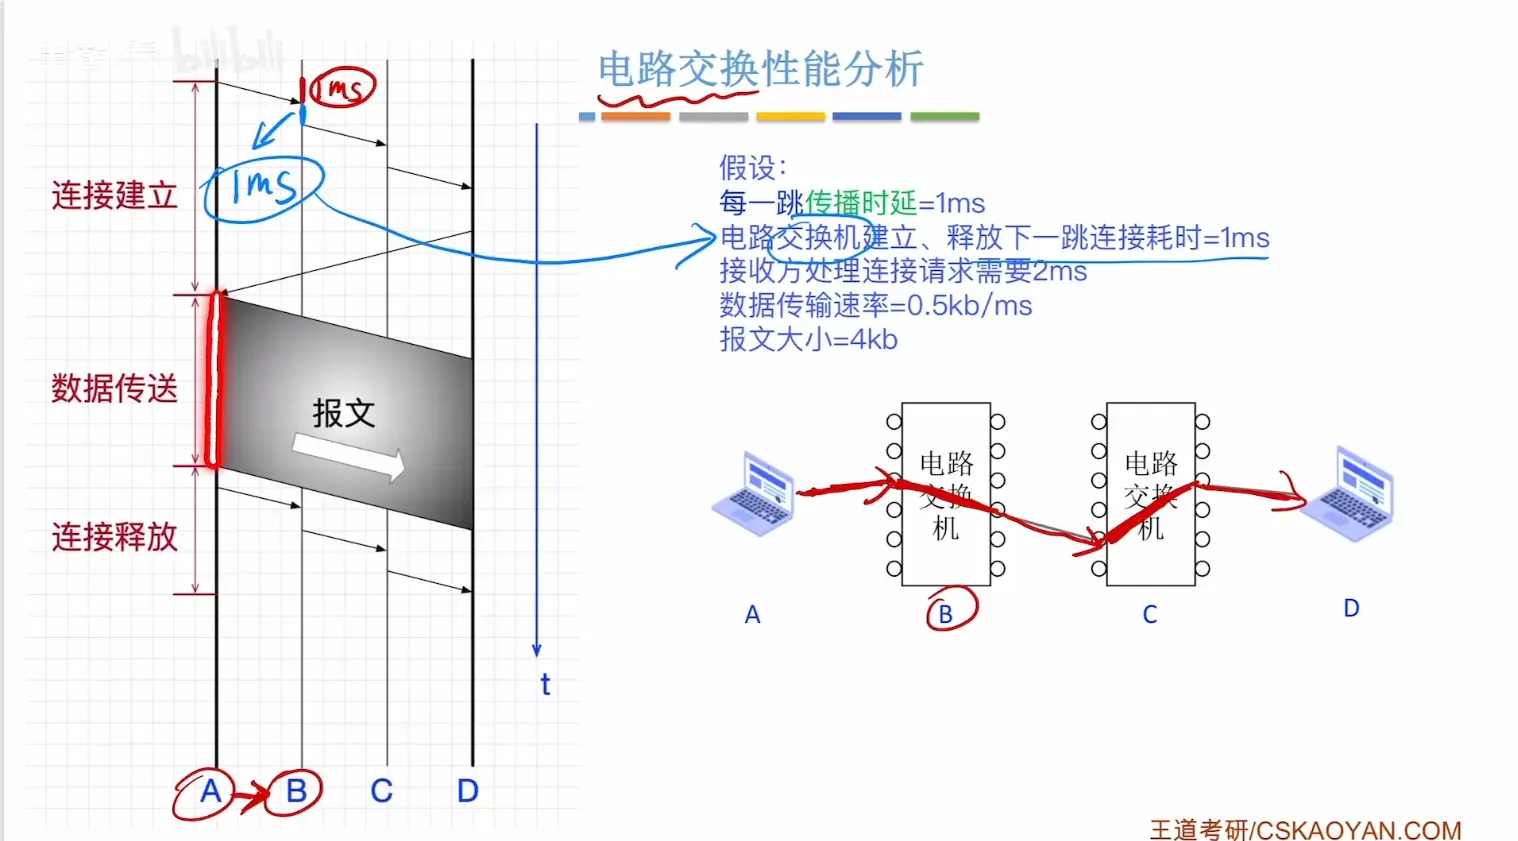 bilibili
电路交换性能分析
1ms
1ms
假设：
每一跳传播时延=1ms
电路交换机建立、释放下一跳连接耗时=1ms
接收方处理连接请求需要2ms
数据传输速率=0.5kb/ms
报文大小=4kb
连接建立
数据传送
报文
连接释放
t
A
B
C
D
电路
交换
机
电路
交换
机
A
B
C
D
王道考研/CSKAOYAN.COM